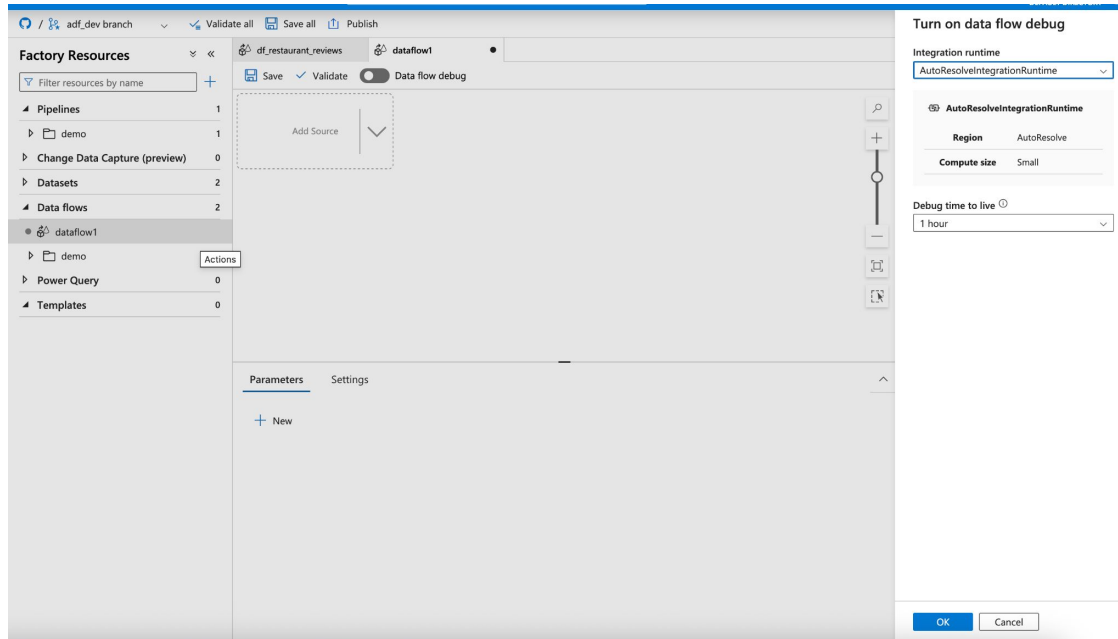 / adf_dev branch
Validate all
Save all
Publish
Factory Resources
Filter resources by name
Pipelines 1
demo 1
Change Data Capture (preview) 0
Datasets 2
Data flows 2
dataflow1
demo
Actions
Power Query 0
Templates 0
df_restaurant_reviews
dataflow1
Save
Validate
Data flow debug
Add Source
Parameters
Settings
New
Turn on data flow debug
Integration runtime
AutoResolveIntegrationRuntime
AutoResolveIntegrationRuntime
Region AutoResolve
Compute size Small
Debug time to live
1 hour
OK
Cancel